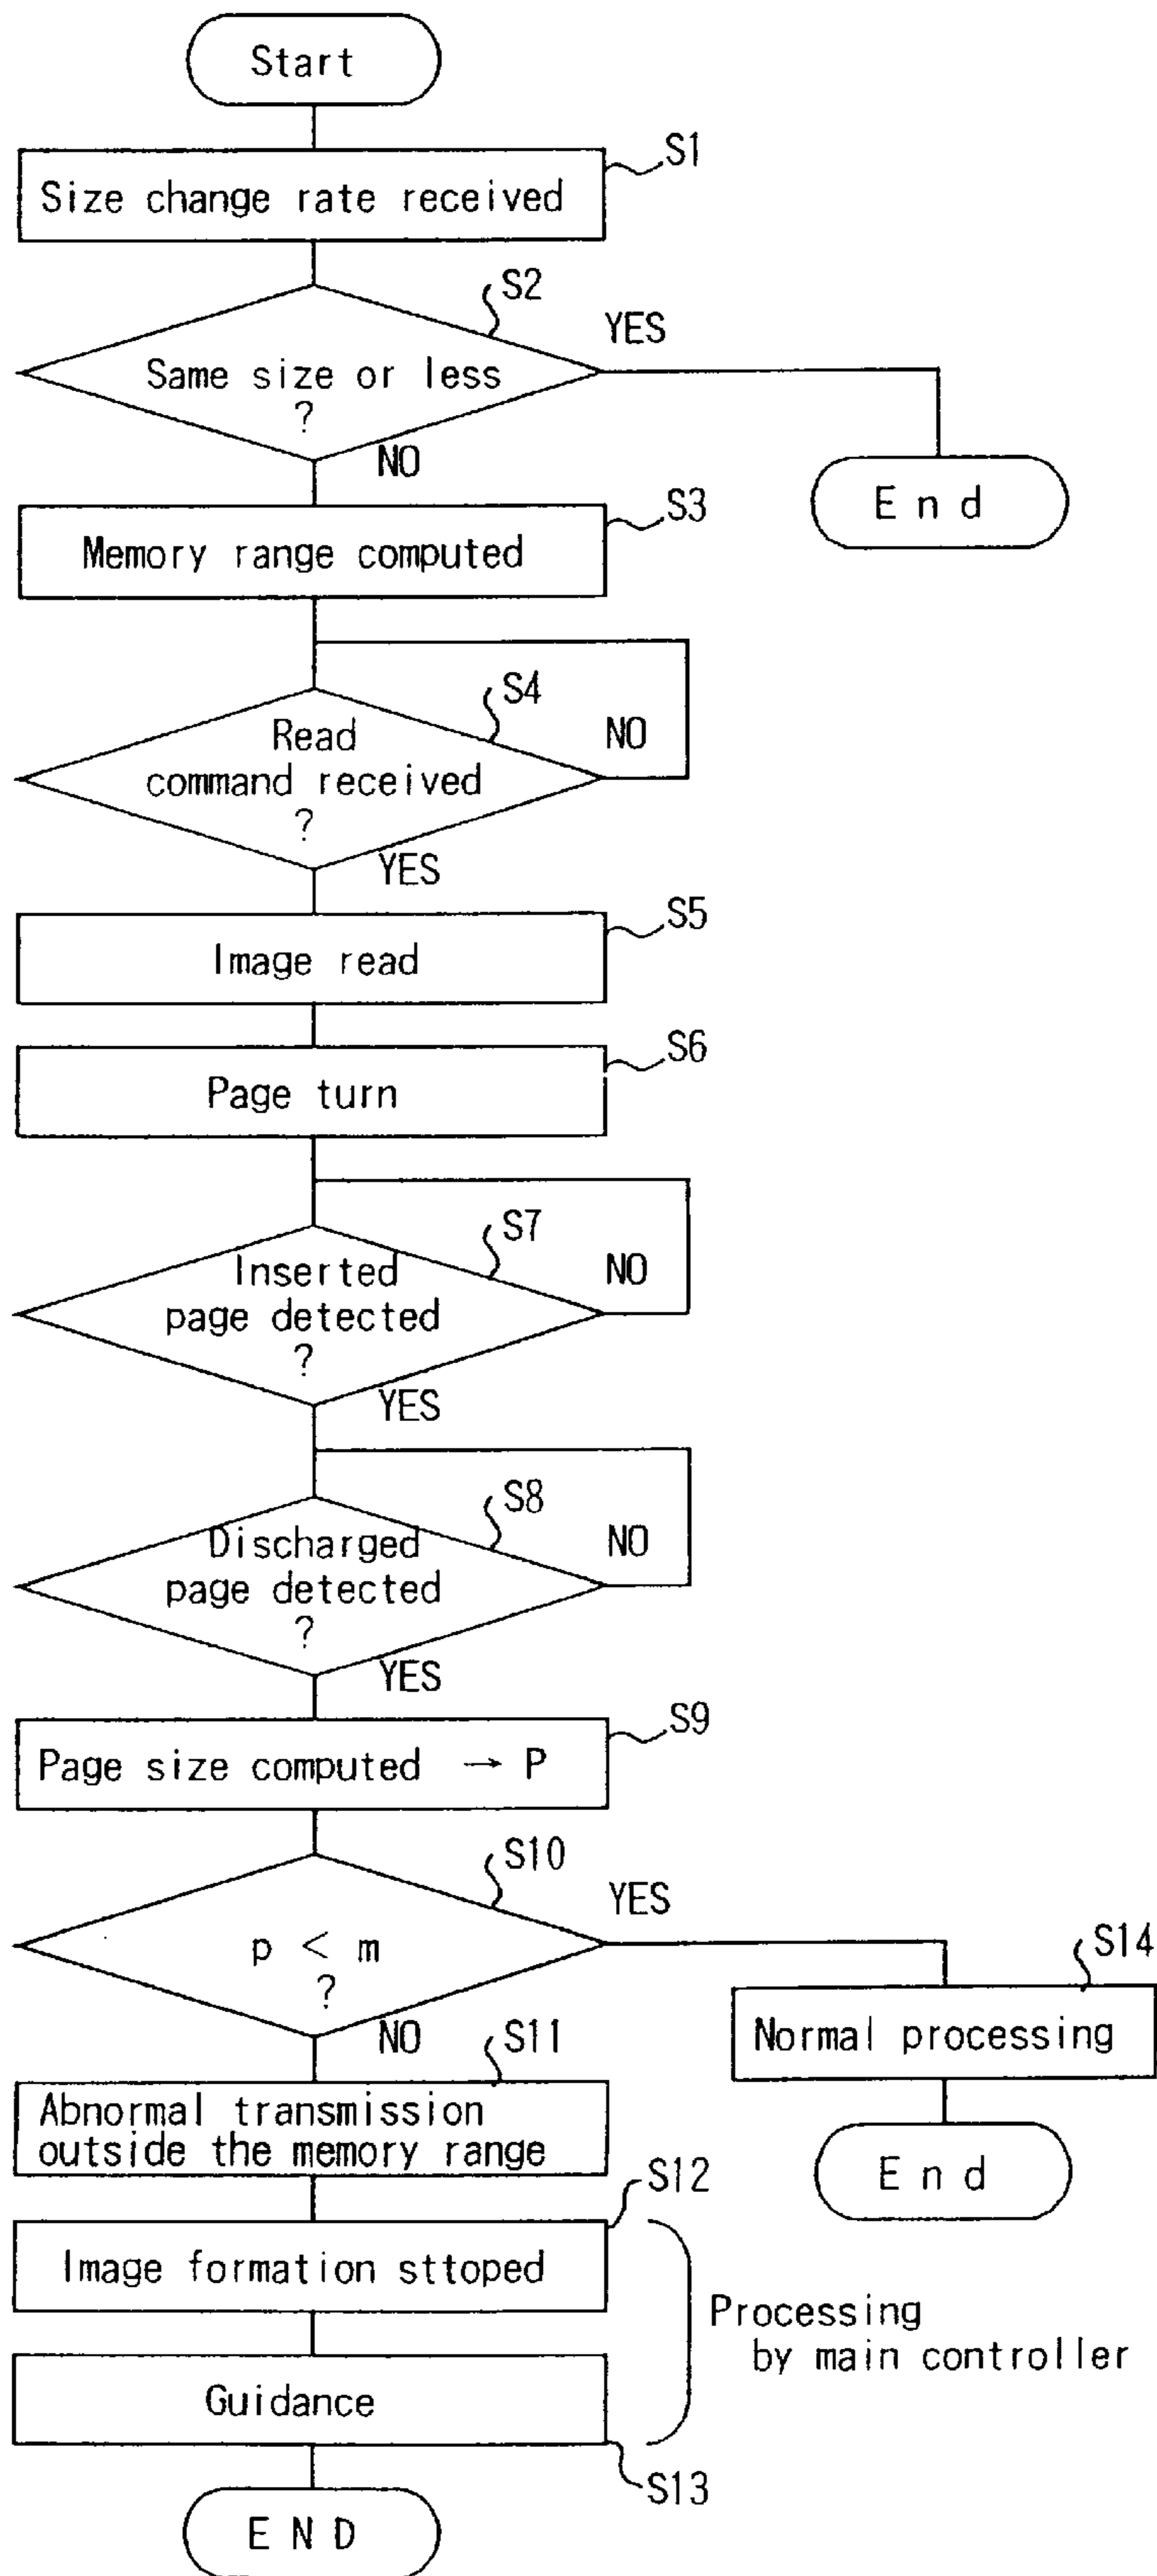 Start
S1
Size change rate received
S2
YES
Same size or less
?
NO
End
S3
Memory range computed
S4
NO
Read
command received
?
YES
S5
Image read
S6
Page turn
S7
NO
Inserted
page detected
?
YES
S8
NO
Discharged
page detected
?
YES
S9
Page size computed → P
S10
YES
p < m
?
NO
S14
Normal processing
End
S11
Abnormal transmission
outside the memory range
S12
Image formation sttoped
Processing
by main controller
Guidance
S13
END